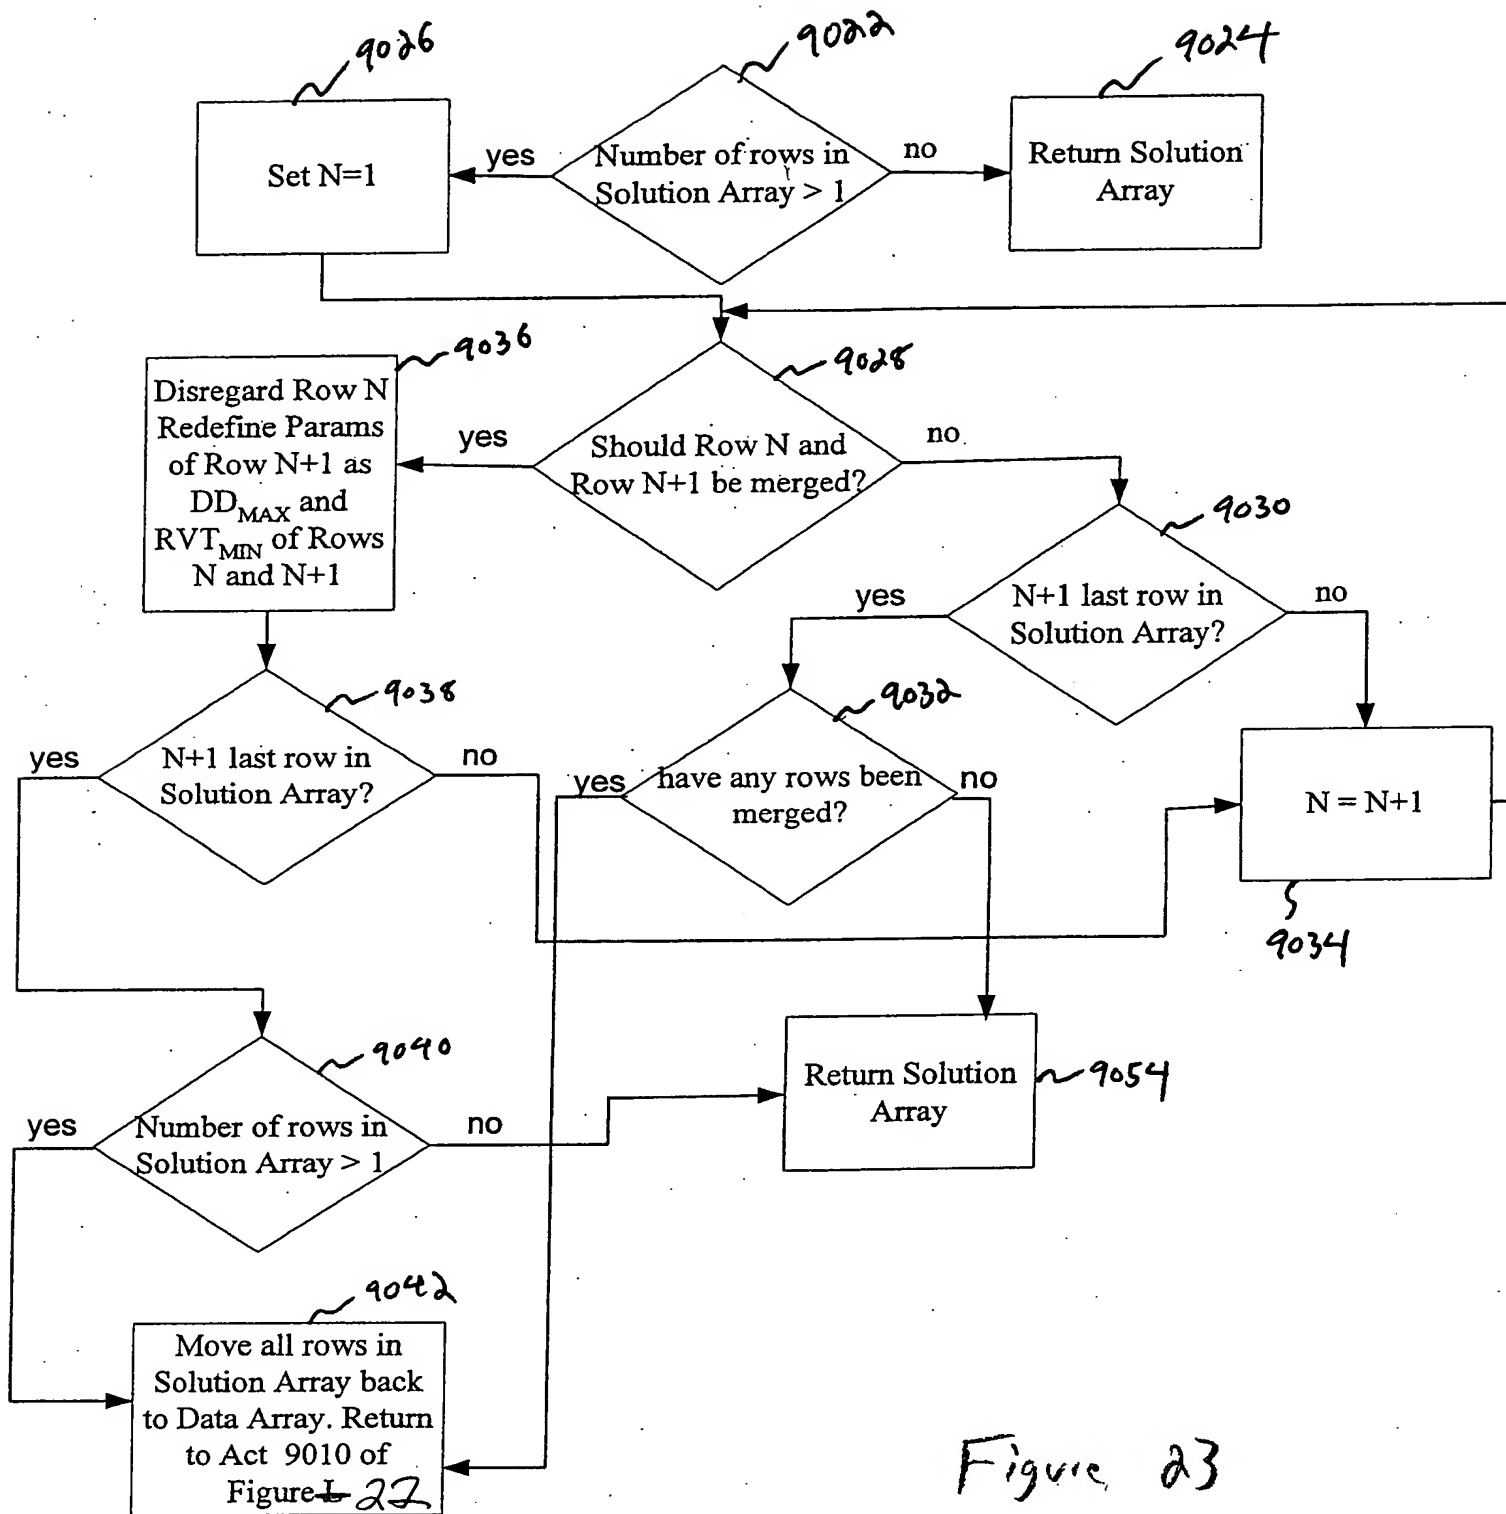 9026
9022
9024
Set N=1
yes
Number of rows in
Solution Array > 1
no
Return Solution
Array
9036
9028
Disregard Row N
Redefine Params
of Row N+1 as
DDMAX and
RVTMIN of Rows
N and N+1
yes
Should Row N and
Row N+1 be merged?
no
9030
yes
N+1 last row in
Solution Array?
no
9038
9032
yes
N+1 last row in
Solution Array?
no
yes
have any rows been
merged?
no
N = N+1
9034
9040
yes
Number of rows in
Solution Array > 1
no
Return Solution
Array
9054
9042
Move all rows in
Solution Array back
to Data Array. Return
to Act 9010 of
Figure L 22
Figure 23